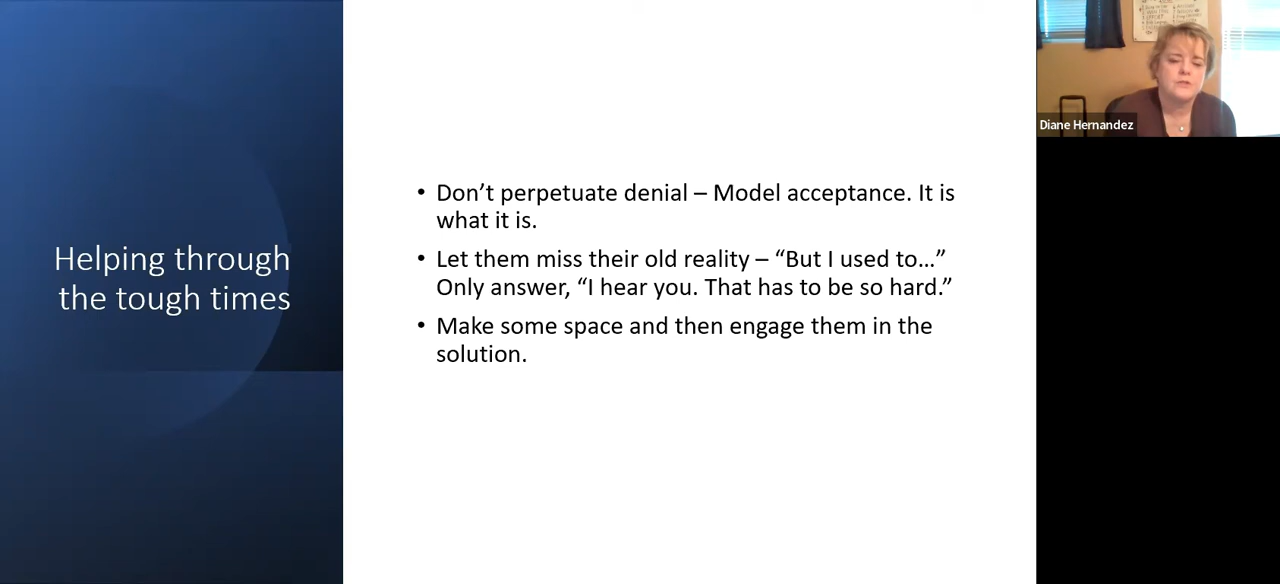 Helping through
the tough times
• Don’t perpetuate denial – Model acceptance. It is
what it is.
• Let them miss their old reality – “But I used to…”
Only answer, “I hear you. That has to be so hard.”
• Make some space and then engage them in the
solution.
Diane Hernandez